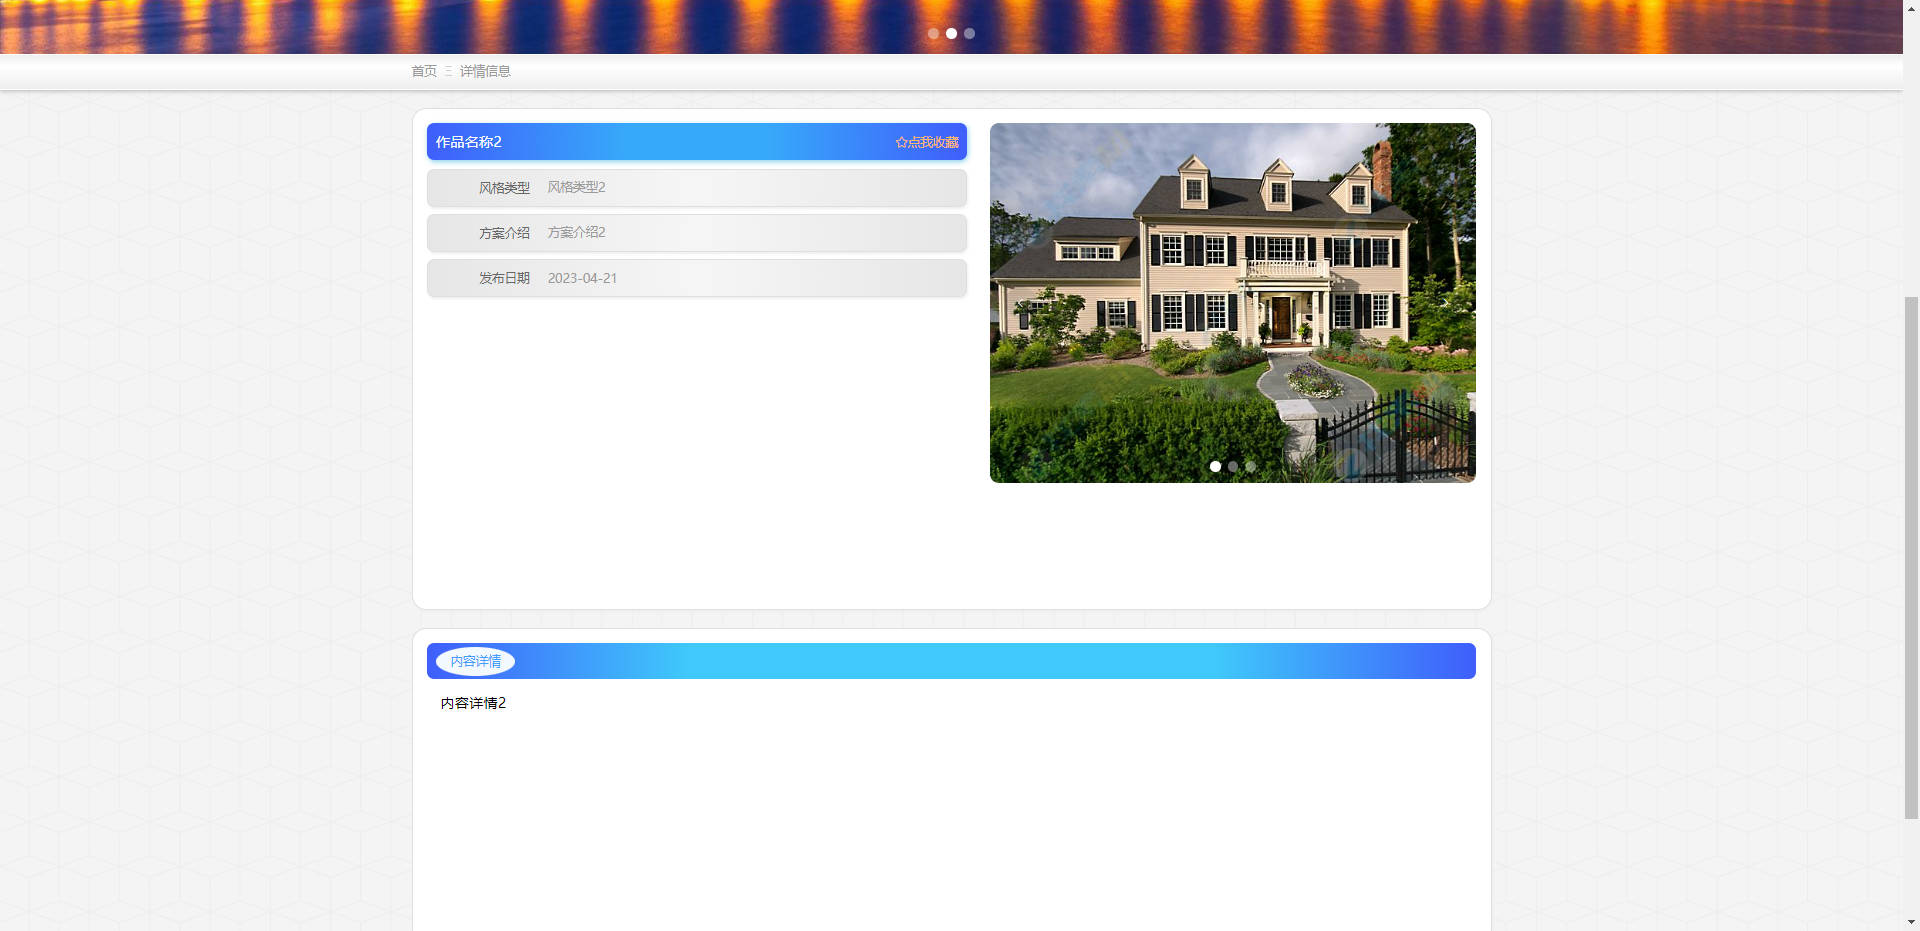 首页 Ξ 详情信息
作品名称2 ☆点我收藏
风格类型 风格类型2
方案介绍 方案介绍2
发布日期 2023-04-21
内容详情
内容详情2